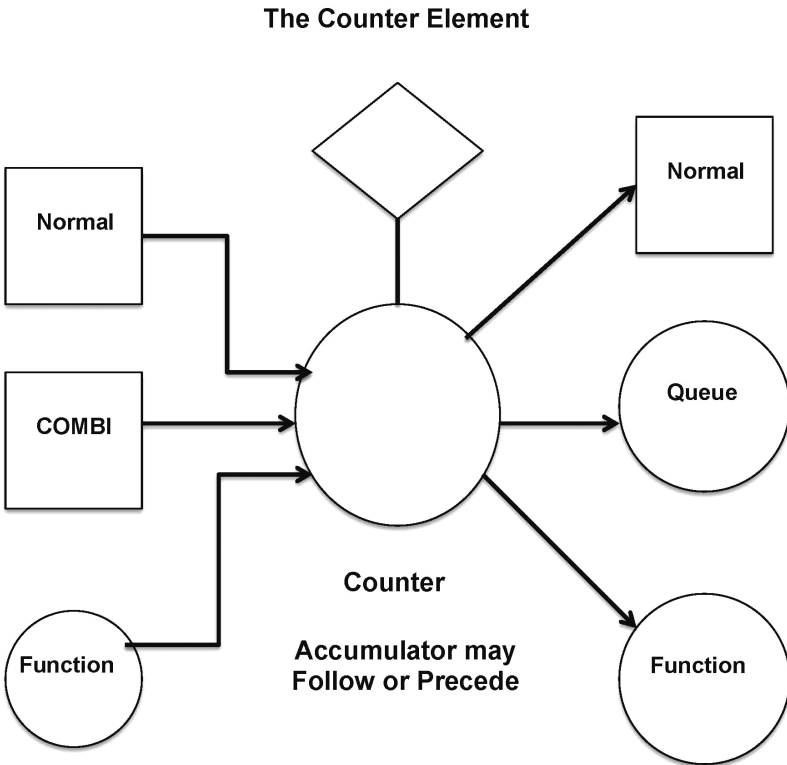 The Counter Element
Normal
Normal
Queue
COMBI
Counter
Accumulator may
Follow or Precede
Function
Function